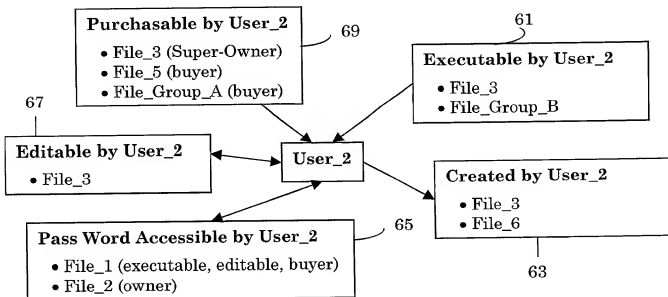 Purchasable by User_2
• File_3 (Super-Owner)
• File_5 (buyer)
• File_Group_A (buyer)
69
61
Executable by User_2
• File_3
• File_Group_B
67
Editable by User_2
• File_3
User_2
Created by User_2
• File_3
• File_6
63
Pass Word Accessible by User_2
• File_1 (executable, editable, buyer)
• File_2 (owner)
65